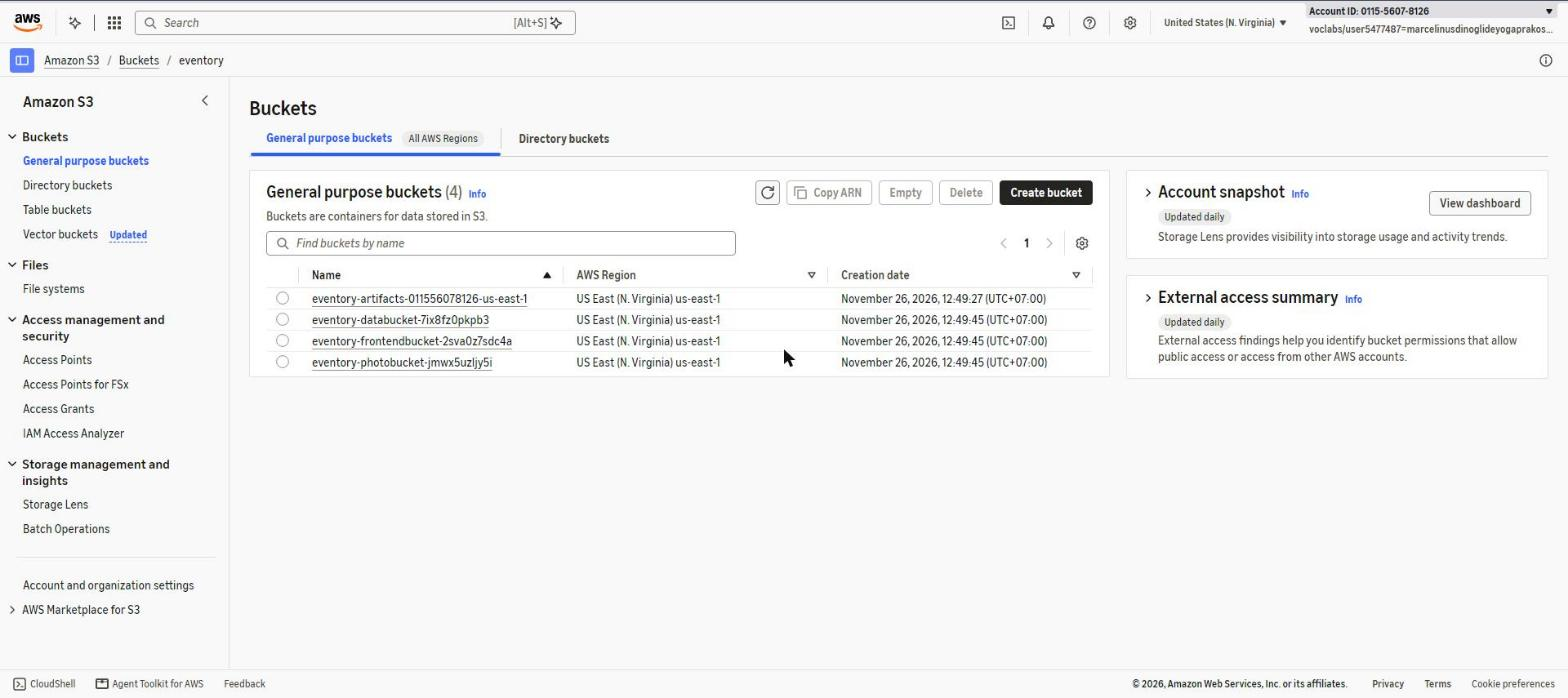 aws
Search [Alt+S]
United States (N. Virginia)
Account ID: 0115-5607-8126
voclabs/user5477487=marcelinusdinoglideyogaprakos...
Amazon S3 / Buckets / eventory
Amazon S3
Buckets
General purpose buckets
Directory buckets
Table buckets
Vector buckets Updated
Files
File systems
Access management and
security
Access Points
Access Points for FSx
Access Grants
IAM Access Analyzer
Storage management and
insights
Storage Lens
Batch Operations
Account and organization settings
AWS Marketplace for S3
Buckets
General purpose buckets All AWS Regions Directory buckets
General purpose buckets (4) Info
Copy ARN Empty Delete Create bucket
Buckets are containers for data stored in S3.
Find buckets by name
1
Name AWS Region Creation date
eventory-artifacts-011556078126-us-east-1 US East (N. Virginia) us-east-1 November 26, 2026, 12:49:27 (UTC+07:00)
eventory-databucket-7ix8fz0pkpb3 US East (N. Virginia) us-east-1 November 26, 2026, 12:49:45 (UTC+07:00)
eventory-frontendbucket-2sva0z7sdc4a US East (N. Virginia) us-east-1 November 26, 2026, 12:49:45 (UTC+07:00)
eventory-photobucket-jmwx5uzljy5i US East (N. Virginia) us-east-1 November 26, 2026, 12:49:45 (UTC+07:00)
Account snapshot Info
View dashboard
Updated daily
Storage Lens provides visibility into storage usage and activity trends.
External access summary Info
Updated daily
External access findings help you identify bucket permissions that allow
public access or access from other AWS accounts.
CloudShell Agent Toolkit for AWS Feedback
© 2026, Amazon Web Services, Inc. or its affiliates. Privacy Terms Cookie preferences